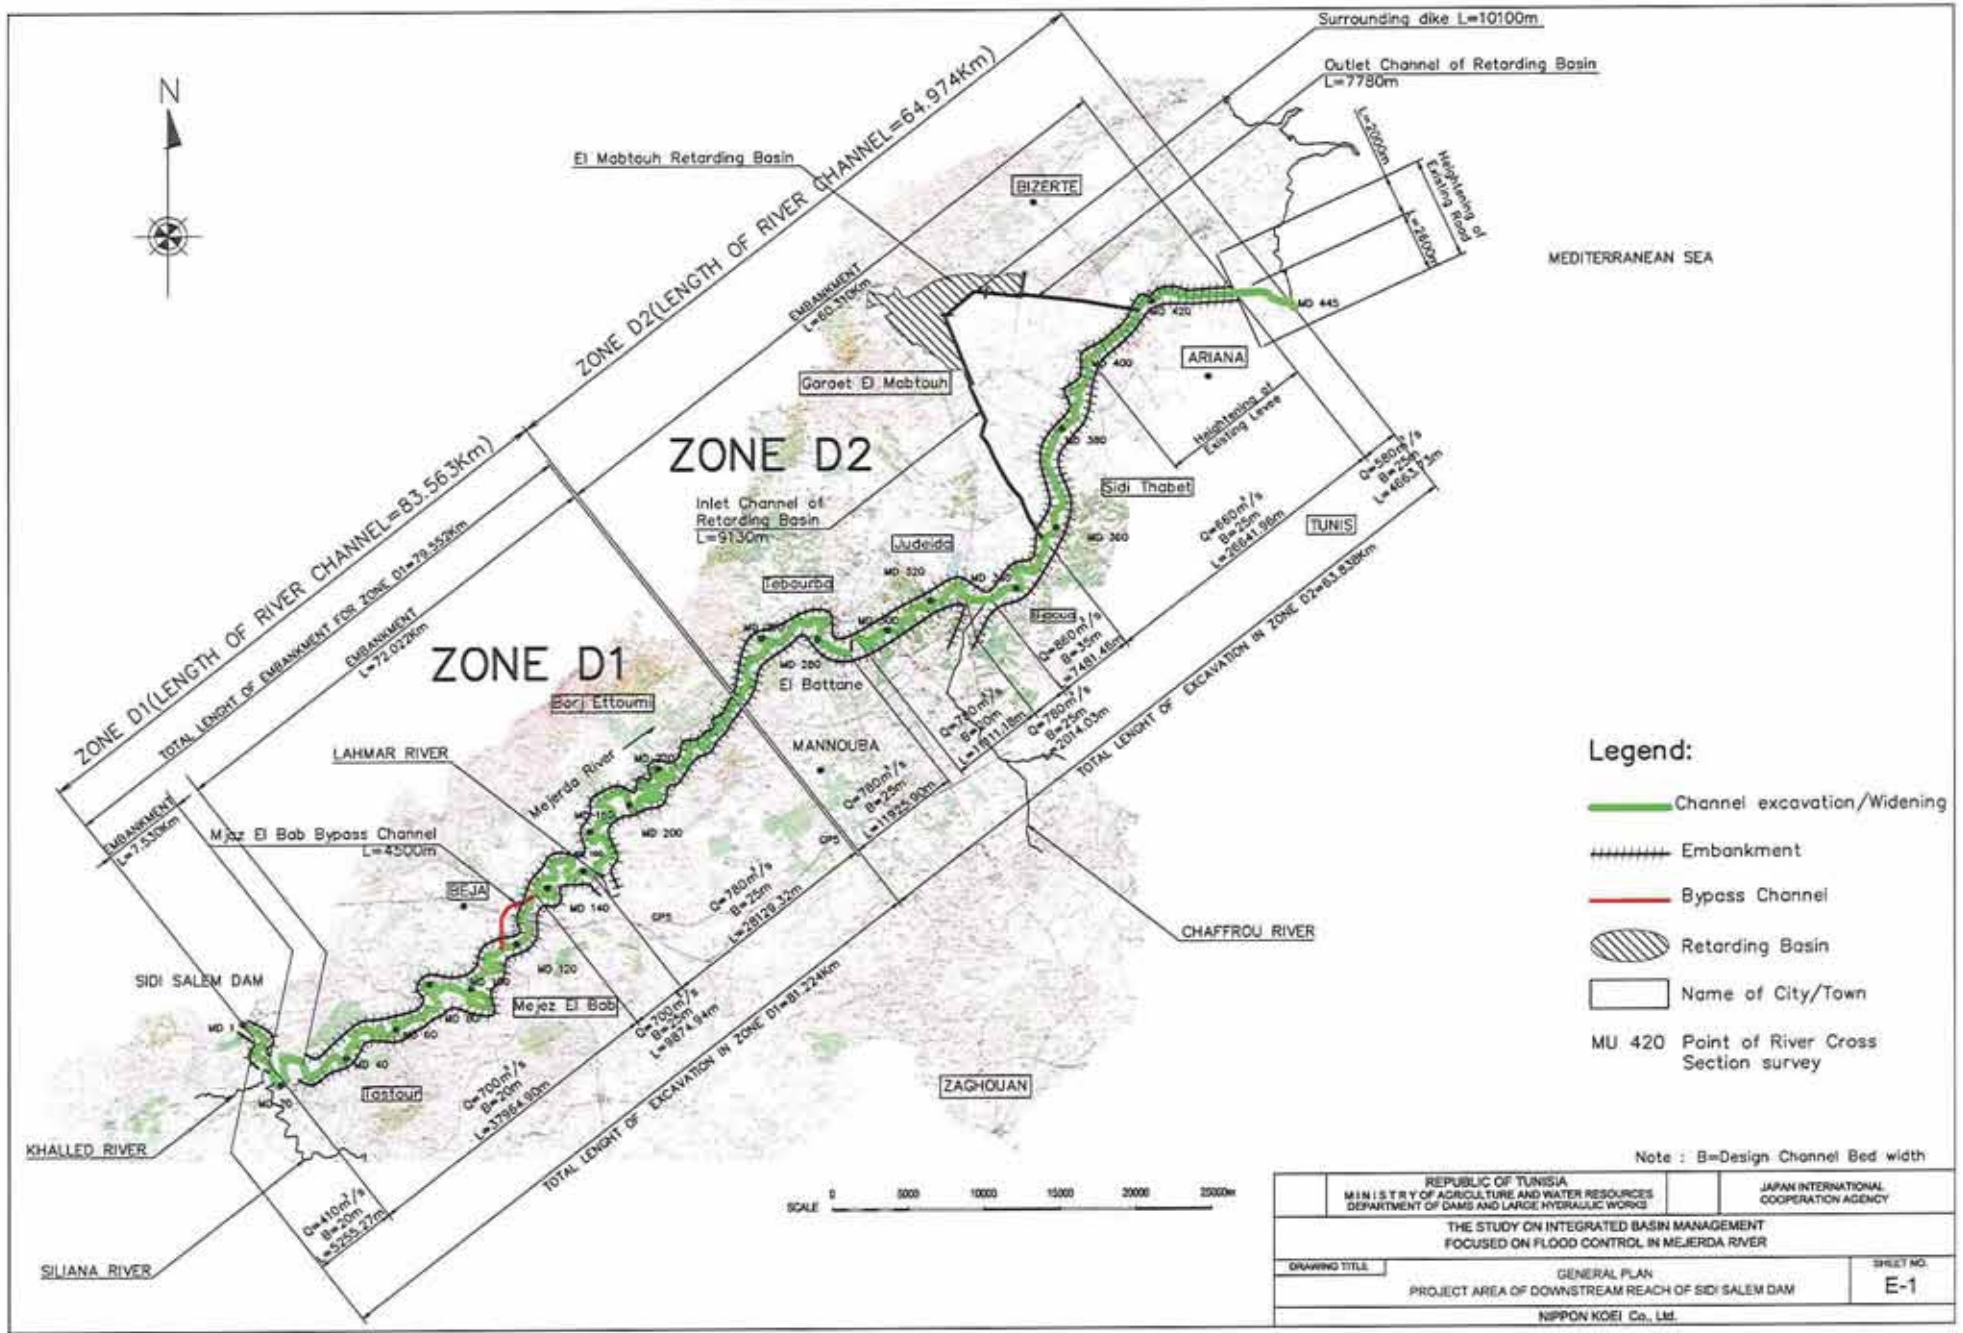 Surrounding dike L=10100m
Outlet Channel of Retarding Basin
L=7780m
N
ZONE D2(LENGTH OF RIVER CHANNEL=64.974Km)
El Mabtouh Retarding Basin
L=2000m
Heightening of
Existing Road
L=2600m
BIZERTE
MEDITERRANEAN SEA
EMBANKMENT
L=60.310Km
MD 445
MD 420
ARIANA
MD 400
Garaet El Mabtouh
Heightening of
Existing Levee
ZONE D1(LENGTH OF RIVER CHANNEL=83.563Km)
ZONE D2
MD 380
Q=580m³/s
B=25m
L=4663.73m
Sidi Thabet
Inlet Channel of
Retarding Basin
L=9130m
Q=660m³/s
B=25m
L=26641.96m
TUNIS
TOTAL LENGHT OF EMBANKMENT FOR ZONE D1=79.552Km
Judeida
MD 360
MD 320
Tebourba
EMBANKMENT
L=72.022Km
Q=860m³/s
B=35m
L=7481.46m
ZONE D1
MD 280
El Battane
TOTAL LENGHT OF EXCAVATION IN ZONE D2=63.838Km
Borj Ettoumi
Q=780m³/s
B=20m
Q=780m³/s
B=25m
L=2014.03m
MANNOUBA
LAHMAR RIVER
Mejerda River
Q=780m³/s
B=25m
L=11925.90m
Legend:
Channel excavation/Widening
EMBANKMENT
L=7.530Km
Mjaz El Bab Bypass Channel
L=4500m
MD 200
GP5
Embankment
BEJA
Q=780m³/s
B=25m
L=28129.32m
Bypass Channel
MD 140
GP5
CHAFFROU RIVER
Retarding Basin
SIDI SALEM DAM
MD 120
Mejez El Bab
Name of City/Town
MD 1
MD 60
Q=700m³/s
B=25m
L=9874.94m
MU 420 Point of River Cross
Section survey
MD 40
Testour
Q=700m³/s
B=20m
L=37964.90m
ZAGHOUAN
TOTAL LENGHT OF EXCAVATION IN ZONE D1=81.224Km
KHALLED RIVER
Note : B=Design Channel Bed width
Q=410m³/s
B=20m
L=5255.27m
SILIANA RIVER
SCALE 0 5000 10000 15000 20000 25000m
REPUBLIC OF TUNISIA
MINISTRY OF AGRICULTURE AND WATER RESOURCES
DEPARTMENT OF DAMS AND LARGE HYDRAULIC WORKS
JAPAN INTERNATIONAL
COOPERATION AGENCY
THE STUDY ON INTEGRATED BASIN MANAGEMENT
FOCUSED ON FLOOD CONTROL IN MEJERDA RIVER
DRAWING TITLE
GENERAL PLAN
PROJECT AREA OF DOWNSTREAM REACH OF SIDI SALEM DAM
SHEET NO.
E-1
NIPPON KOEI Co., Ltd.